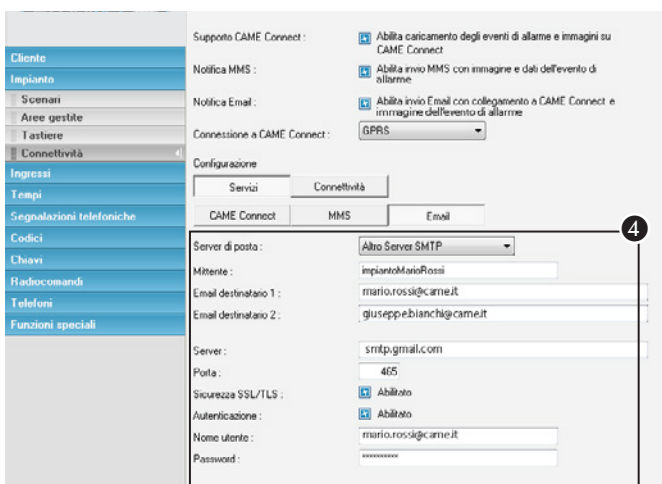 Cliente
Impianto
Scenari
Aree gestite
Tastiere
Connettività
Ingressi
Tempi
Segnalazioni telefoniche
Codici
Chiavi
Radiocomandi
Telefoni
Funzioni speciali
Supporto CAME Connect :
Abilita caricamento degli eventi di allarme e immagini su
CAME Connect
Notifica MMS :
Abilita invio MMS con immagine e dati dell'evento di
allarme
Notifica Email :
Abilita invio Email con collegamento a CAME Connect e
immagine dell'evento di allarme
Connessione a CAME Connect :
GPRS
Configurazione
Servizi
Connettività
CAME Connect
MMS
Email
4
Server di posta :
Altro Server SMTP
Mittente :
impiantoMarioRossi
Email destinatario 1 :
mario.rossi@came.it
Email destinatario 2 :
giuseppe.bianchi@came.it
Server :
smtp.gmail.com
Porta :
465
Sicurezza SSL/TLS :
Abilitato
Autenticazione :
Abilitato
Nome utente :
mario.rossi@came.it
Password :
**********